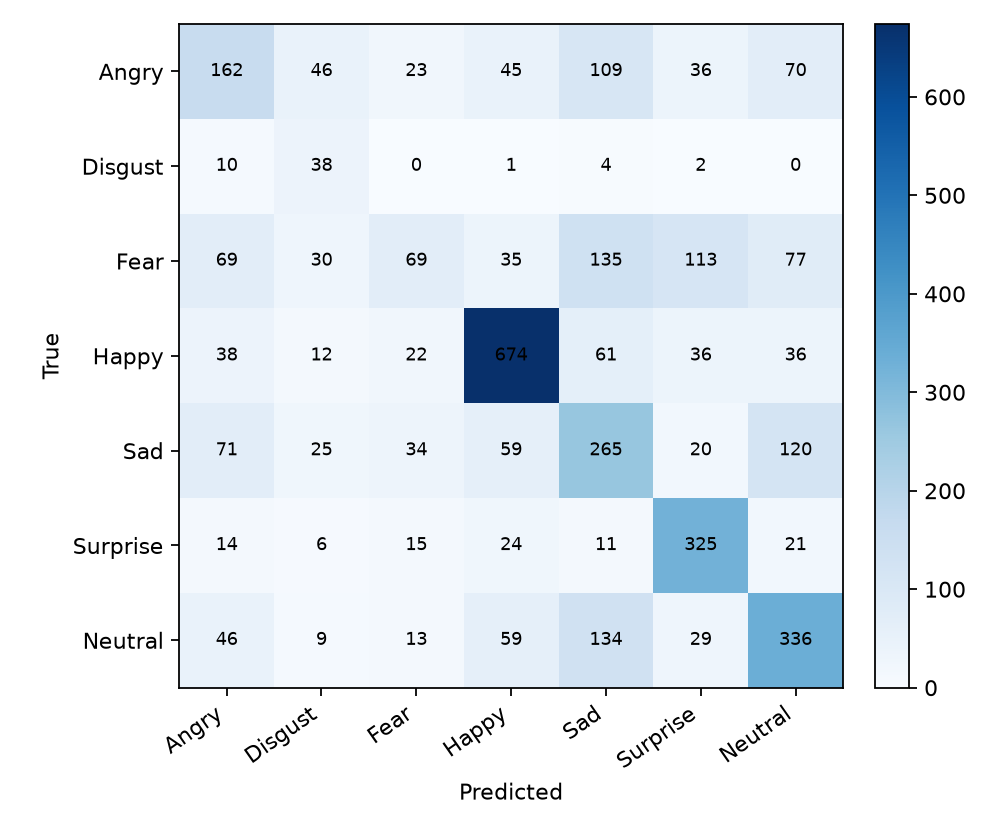 Angry 162 46 23 45 109 36 70
Disgust 10 38 0 1 4 2 0
Fear 69 30 69 35 135 113 77
Happy 38 12 22 674 61 36 36
Sad 71 25 34 59 265 20 120
Surprise 14 6 15 24 11 325 21
Neutral 46 9 13 59 134 29 336
True
Angry Disgust Fear Happy Sad Surprise Neutral
Predicted
600
500
400
300
200
100
0